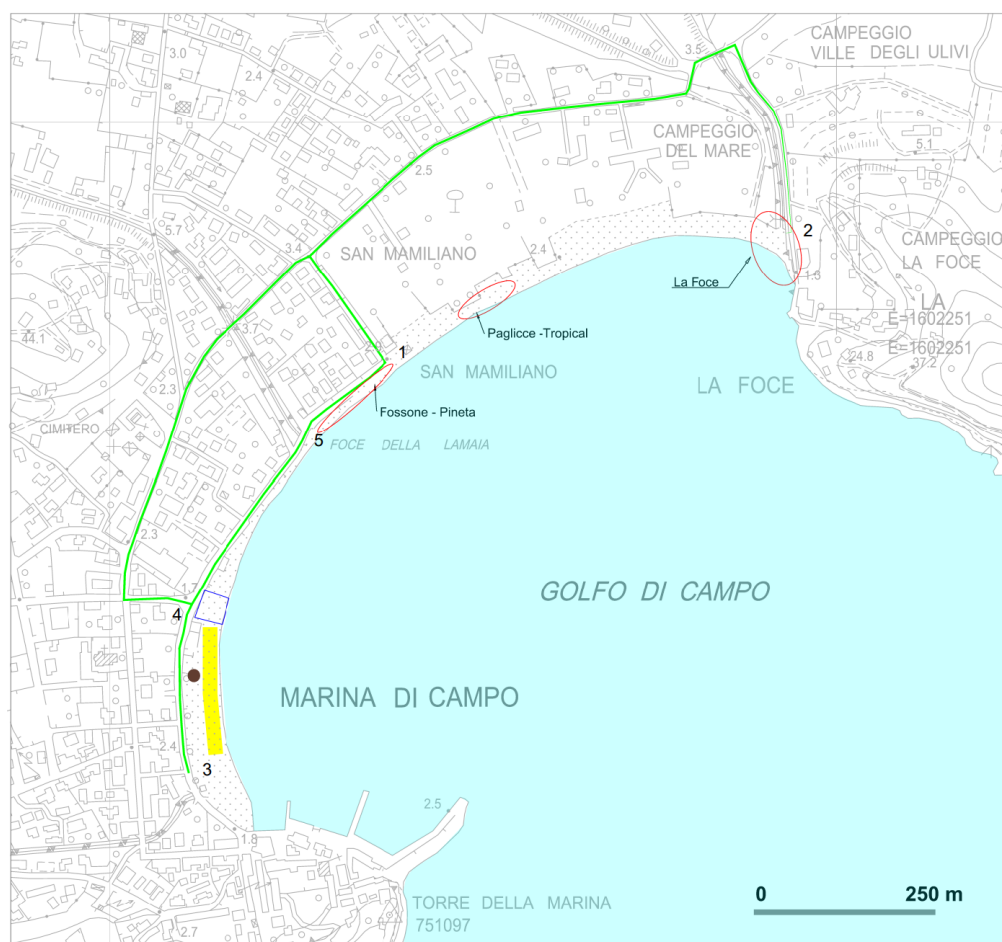 CAMPEGGIO
VILLE DEGLI ULIVI
3.5
3.0
2.4
CAMPEGGIO
DEL MARE
5.1
2.5
5.7
2
3.4
SAN MAMILIANO
2.4
CAMPEGGIO
LA FOCE
1.3
La Foce
LA
E=1602251
E=1602251
3.7
Paglicce -Tropical
44.1
2.9
1
24.8
37.2
SAN MAMILIANO
LA FOCE
2.3
Fossone - Pineta
CIMITERO
5
FOCE DELLA LAMAIA
2.3
1.7
GOLFO DI CAMPO
4
MARINA DI CAMPO
2.4
3
2.5
1.8
0 250 m
TORRE DELLA MARINA
751097
2.7